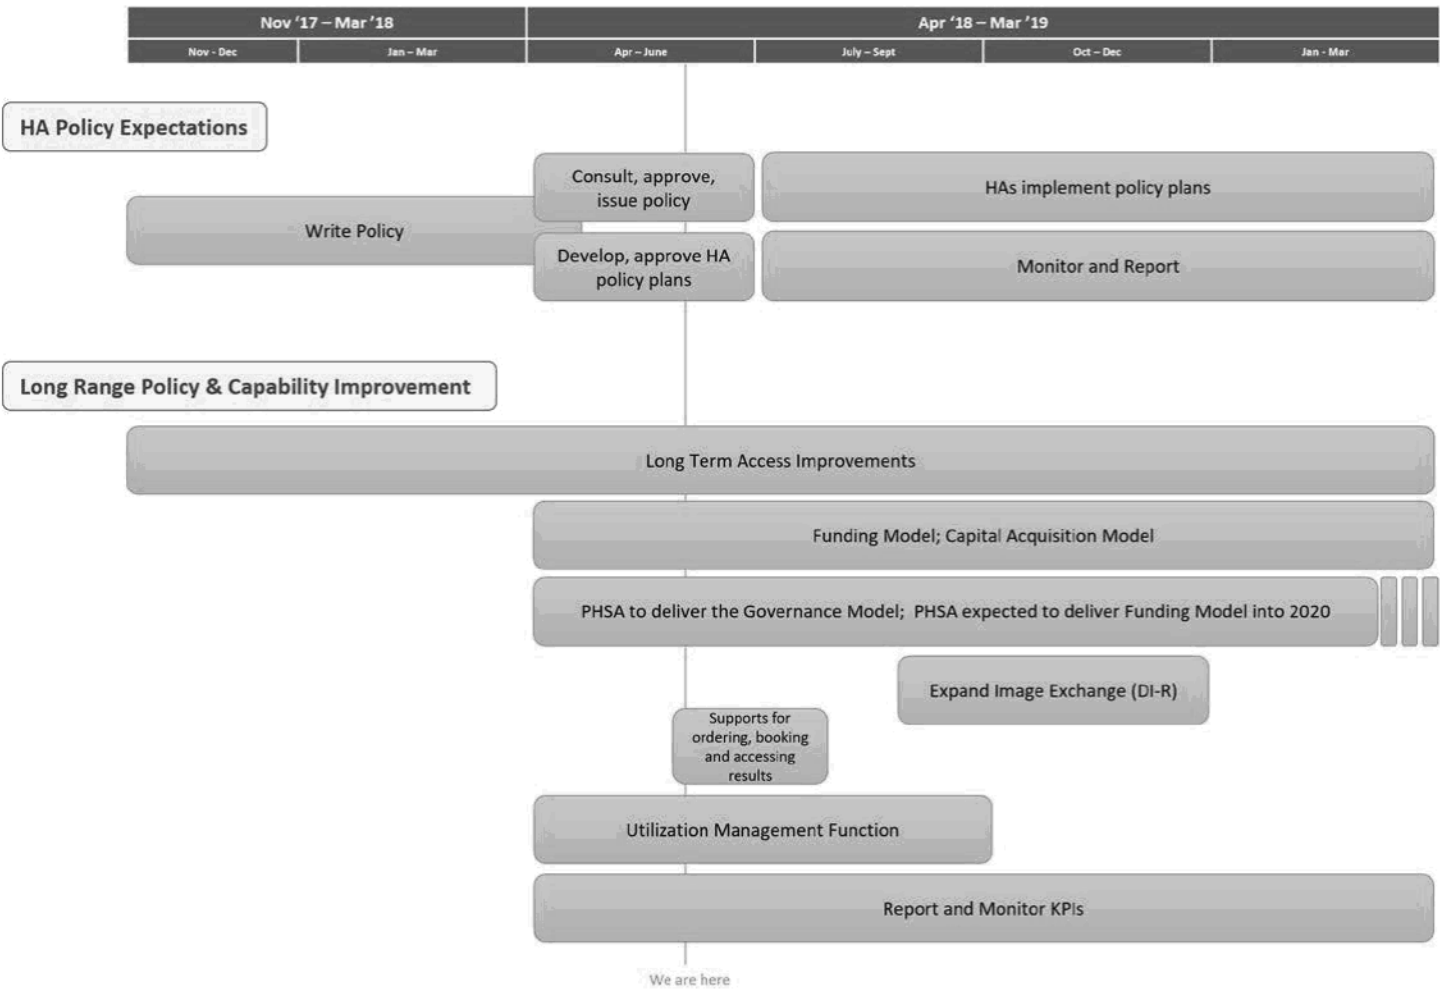 Nov '17 – Mar '18
Apr '18 – Mar '19
Nov - Dec
Jan – Mar
Apr – June
July – Sept
Oct – Dec
Jan - Mar
HA Policy Expectations
Consult, approve,
issue policy
HAs implement policy plans
Write Policy
Develop, approve HA
policy plans
Monitor and Report
Long Range Policy & Capability Improvement
Long Term Access Improvements
Funding Model; Capital Acquisition Model
PHSA to deliver the Governance Model;  PHSA expected to deliver Funding Model into 2020
Expand Image Exchange (DI-R)
Supports for
ordering, booking
and accessing
results
Utilization Management Function
Report and Monitor KPIs
We are here